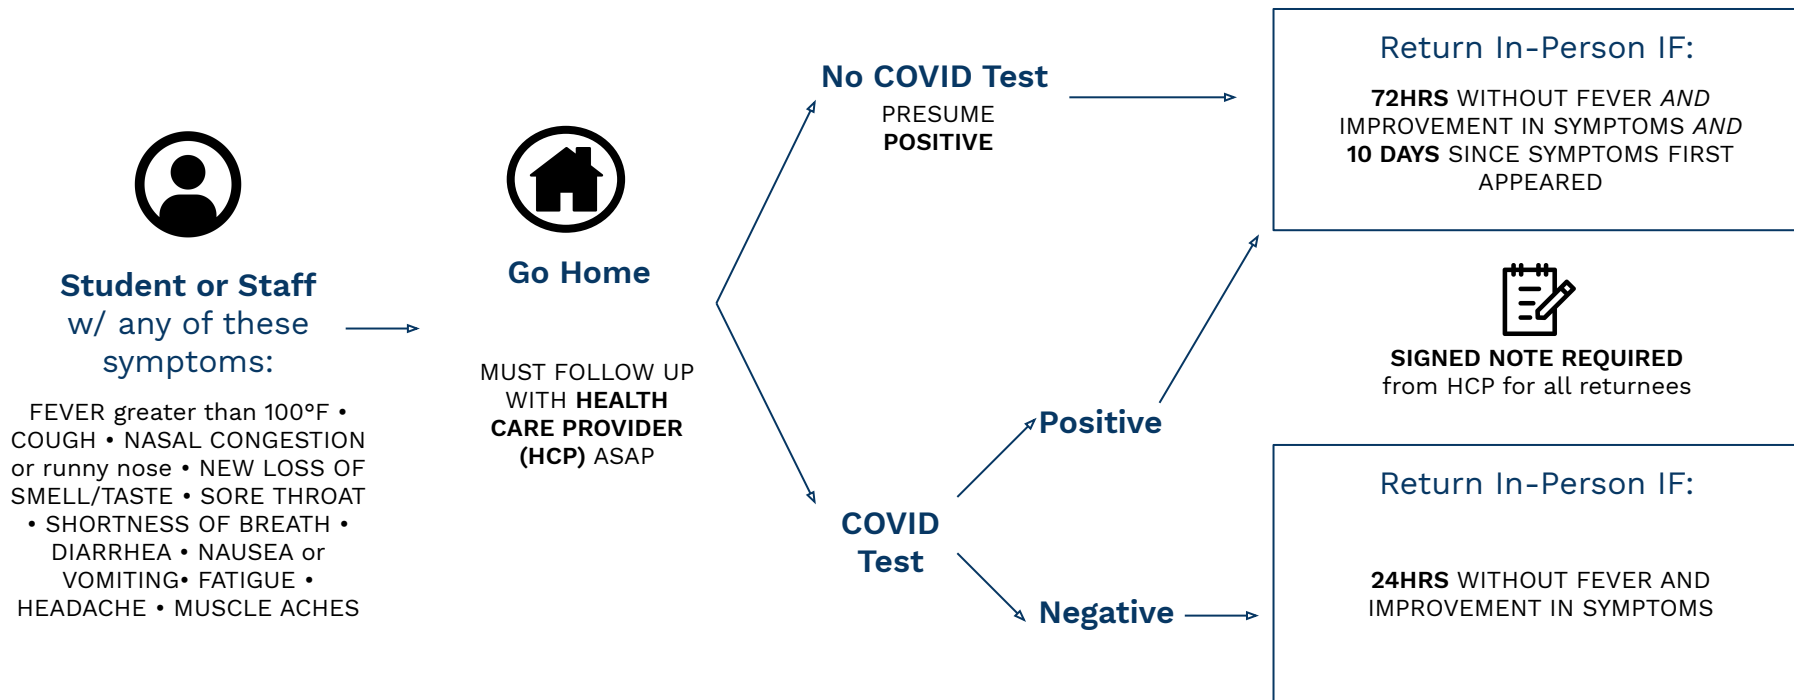 Student or Staff
w/ any of these
symptoms:
FEVER greater than 100°F •
COUGH • NASAL CONGESTION
or runny nose • NEW LOSS OF
SMELL/TASTE • SORE THROAT
• SHORTNESS OF BREATH •
DIARRHEA • NAUSEA or
VOMITING• FATIGUE •
HEADACHE • MUSCLE ACHES
Go Home
MUST FOLLOW UP
WITH HEALTH
CARE PROVIDER
(HCP) ASAP
No COVID Test
PRESUME
POSITIVE
COVID
Test
Positive
Negative
Return In-Person IF:
72HRS WITHOUT FEVER AND
IMPROVEMENT IN SYMPTOMS AND
10 DAYS SINCE SYMPTOMS FIRST
APPEARED
SIGNED NOTE REQUIRED
from HCP for all returnees
Return In-Person IF:
24HRS WITHOUT FEVER AND
IMPROVEMENT IN SYMPTOMS